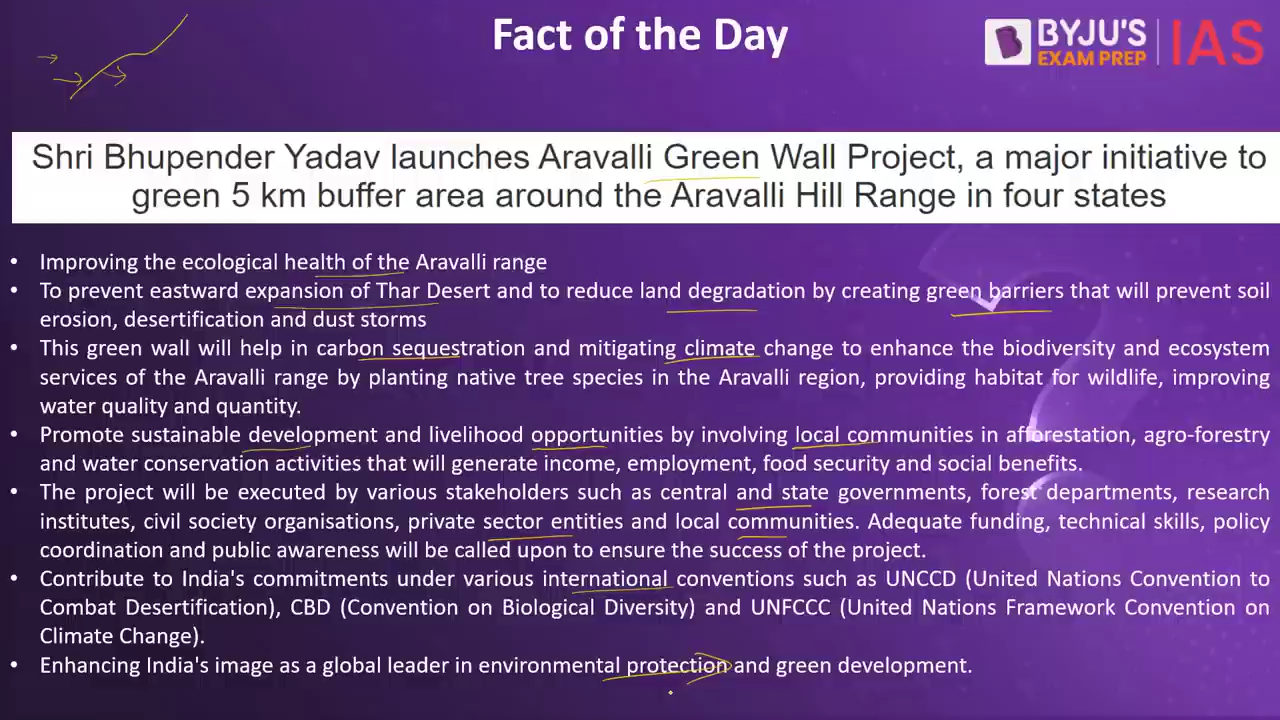 Fact of the Day
BYJU'S
EXAM PREP
IAS
Shri Bhupender Yadav launches Aravalli Green Wall Project, a major initiative to
green 5 km buffer area around the Aravalli Hill Range in four states
• Improving the ecological health of the Aravalli range
• To prevent eastward expansion of Thar Desert and to reduce land degradation by creating green barriers that will prevent soil
erosion, desertification and dust storms
• This green wall will help in carbon sequestration and mitigating climate change to enhance the biodiversity and ecosystem
services of the Aravalli range by planting native tree species in the Aravalli region, providing habitat for wildlife, improving
water quality and quantity.
• Promote sustainable development and livelihood opportunities by involving local communities in afforestation, agro-forestry
and water conservation activities that will generate income, employment, food security and social benefits.
• The project will be executed by various stakeholders such as central and state governments, forest departments, research
institutes, civil society organisations, private sector entities and local communities. Adequate funding, technical skills, policy
coordination and public awareness will be called upon to ensure the success of the project.
• Contribute to India's commitments under various international conventions such as UNCCD (United Nations Convention to
Combat Desertification), CBD (Convention on Biological Diversity) and UNFCCC (United Nations Framework Convention on
Climate Change).
• Enhancing India's image as a global leader in environmental protection and green development.